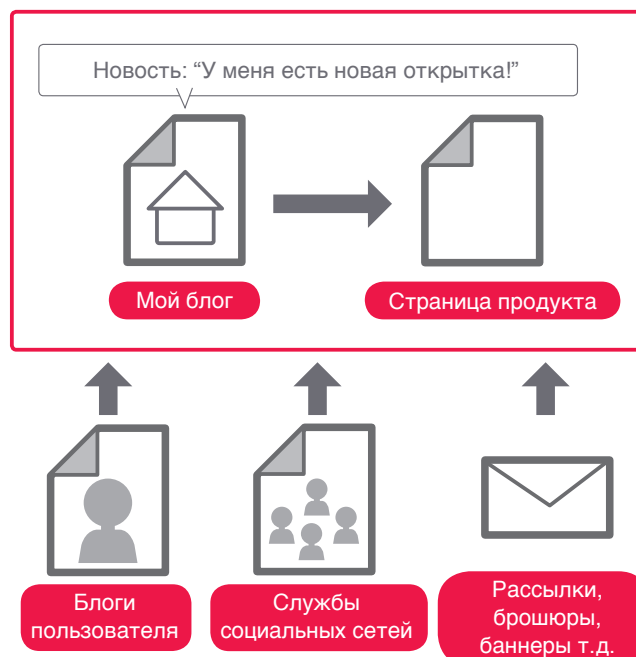 Новость: “У меня есть новая открытка!”
Мой блог
Страница продукта
Блоги
пользователя
Службы
социальных сетей
Рассылки,
брошюры,
баннеры т.д.